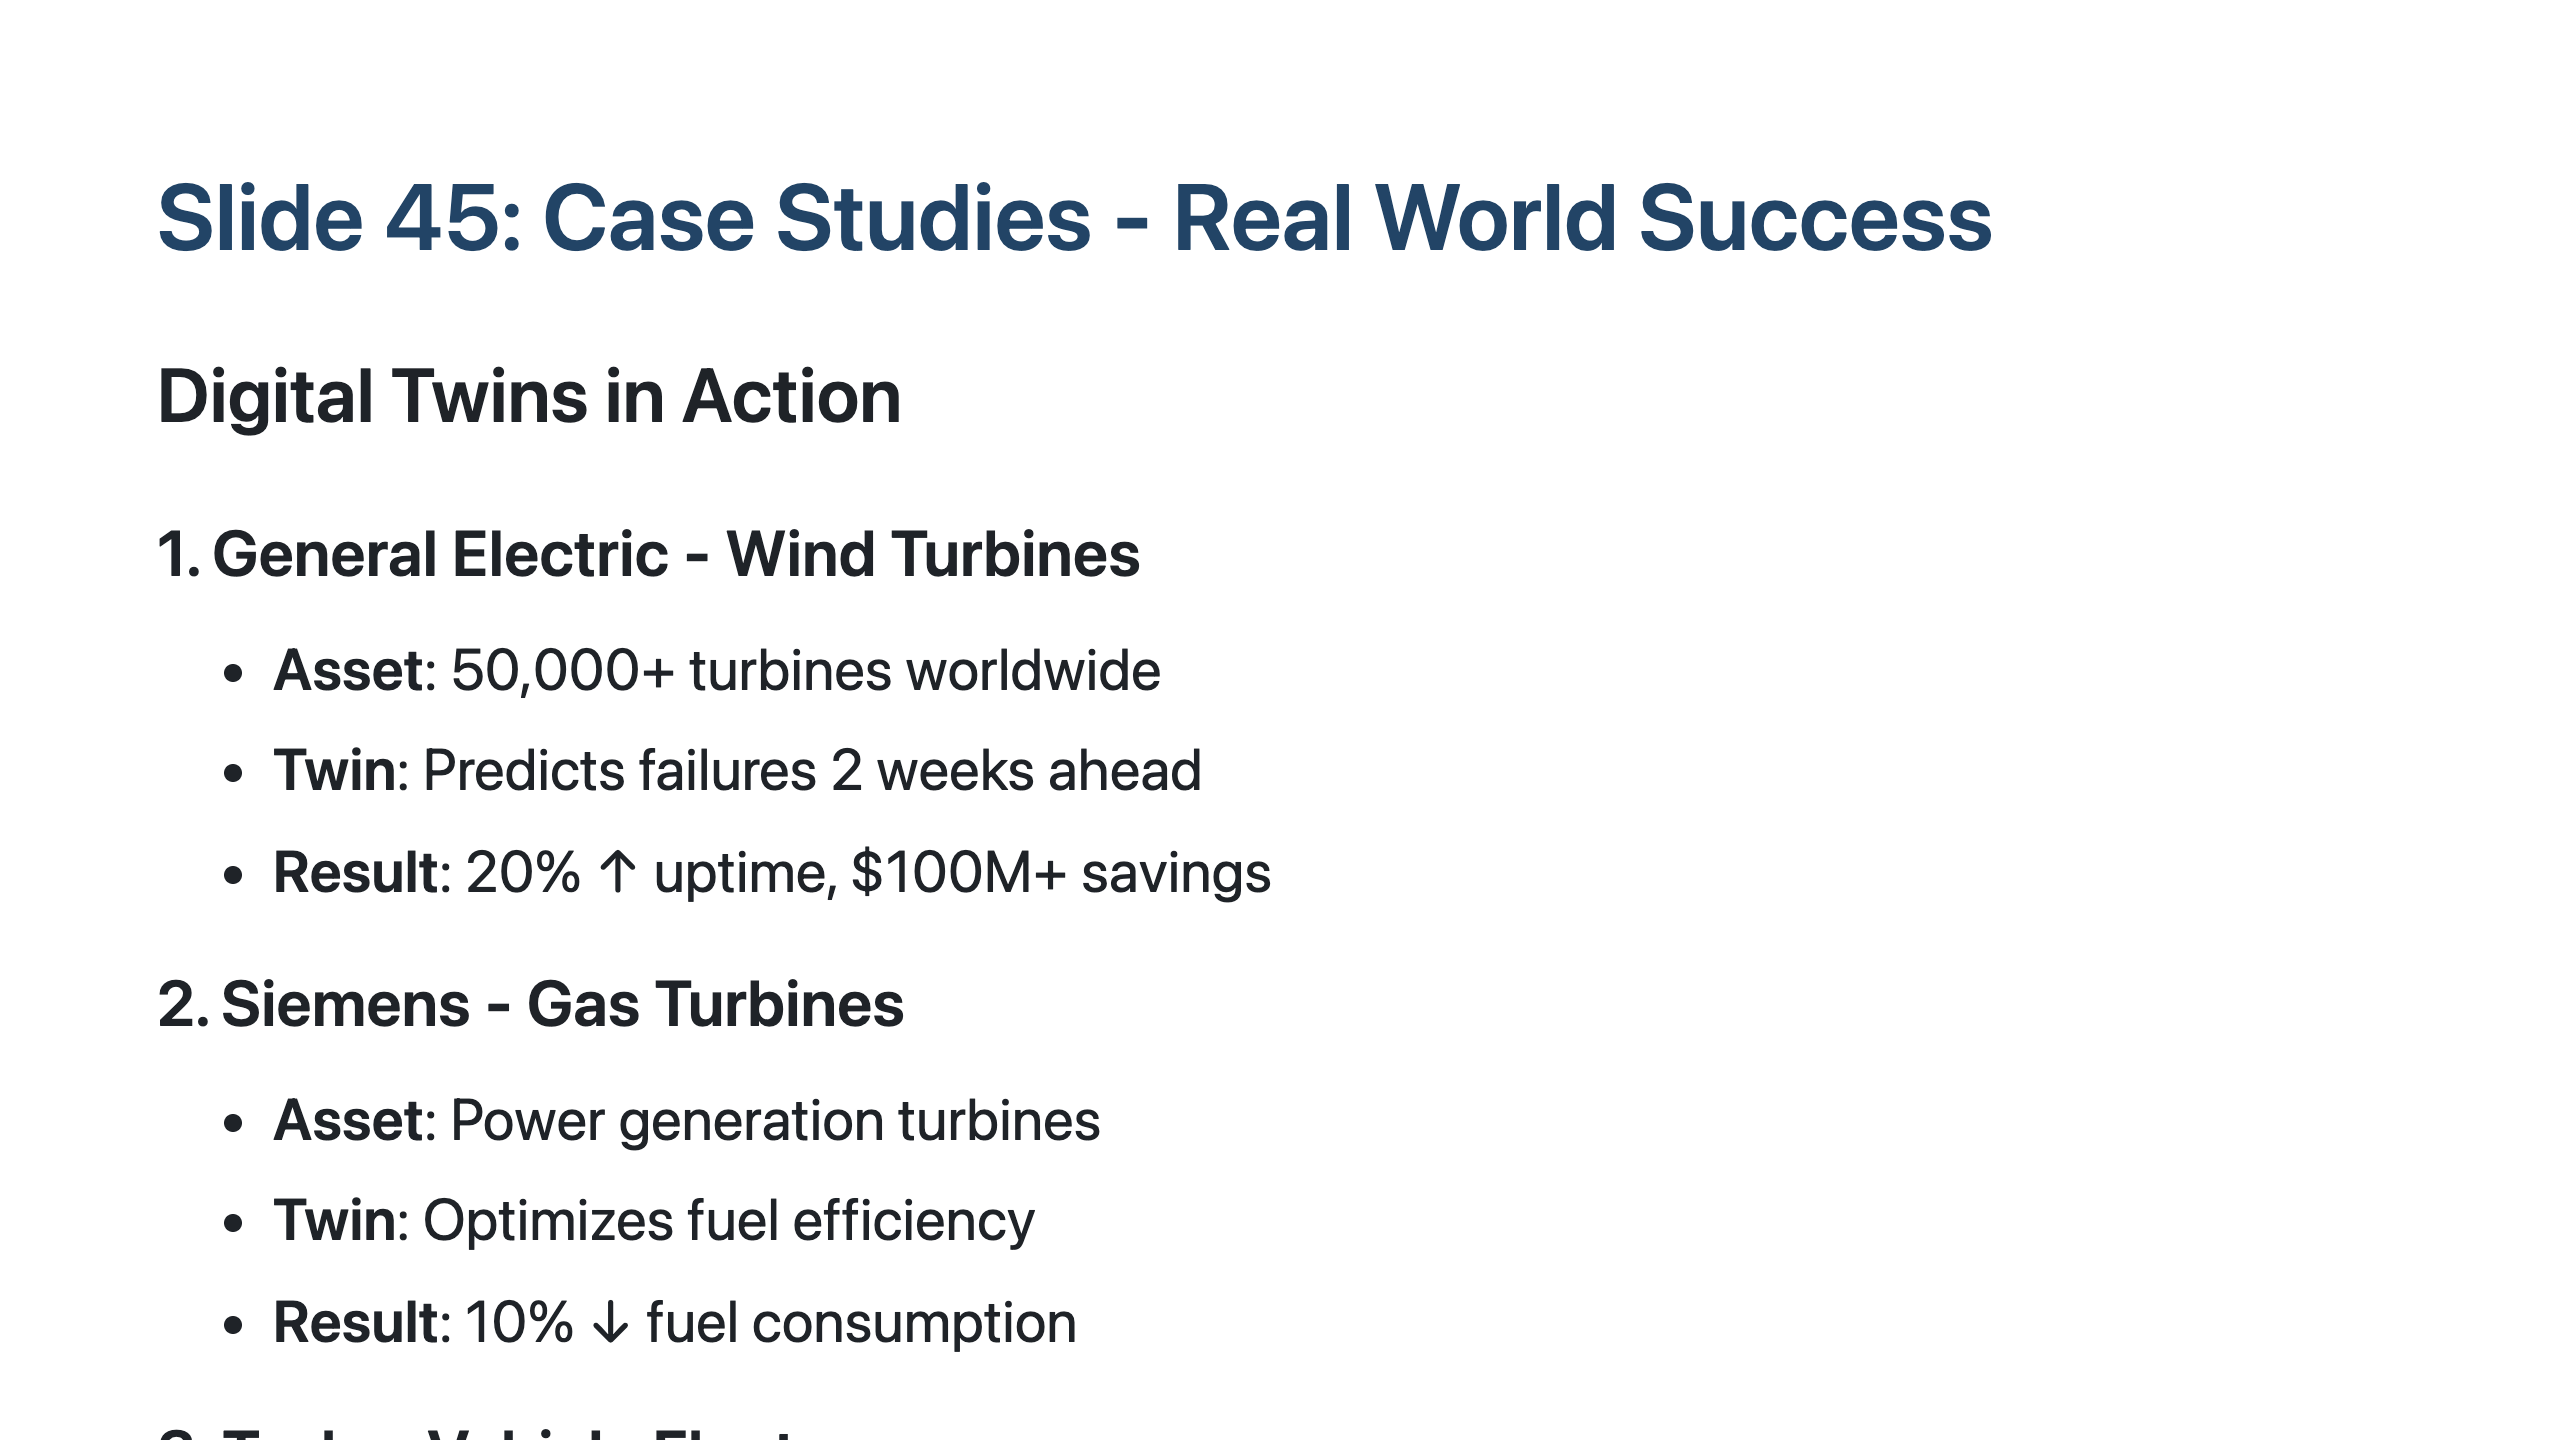 Slide 45: Case Studies - Real World Success
Digital Twins in Action
1. General Electric - Wind Turbines
• Asset: 50,000+ turbines worldwide
• Twin: Predicts failures 2 weeks ahead
• Result: 20% ↑ uptime, $100M+ savings
2. Siemens - Gas Turbines
• Asset: Power generation turbines
• Twin: Optimizes fuel efficiency
• Result: 10% ↓ fuel consumption